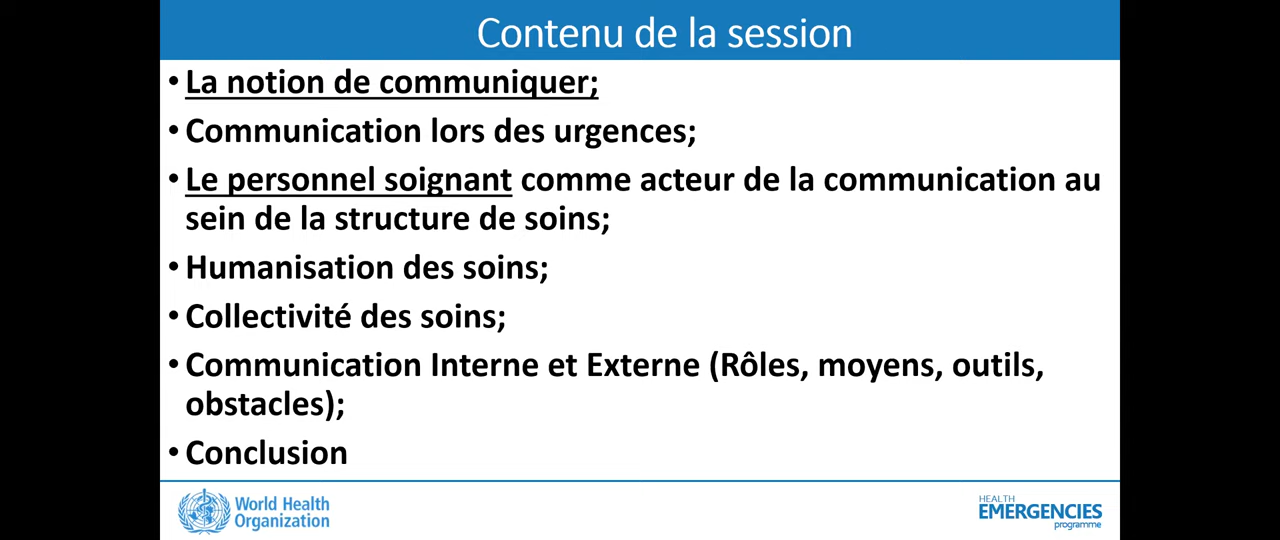 Contenu de la session
• La notion de communiquer;
• Communication lors des urgences;
• Le personnel soignant comme acteur de la communication au
sein de la structure de soins;
• Humanisation des soins;
• Collectivité des soins;
• Communication Interne et Externe (Rôles, moyens, outils,
obstacles);
• Conclusion
World Health
Organization
HEALTH
EMERGENCIES
programme